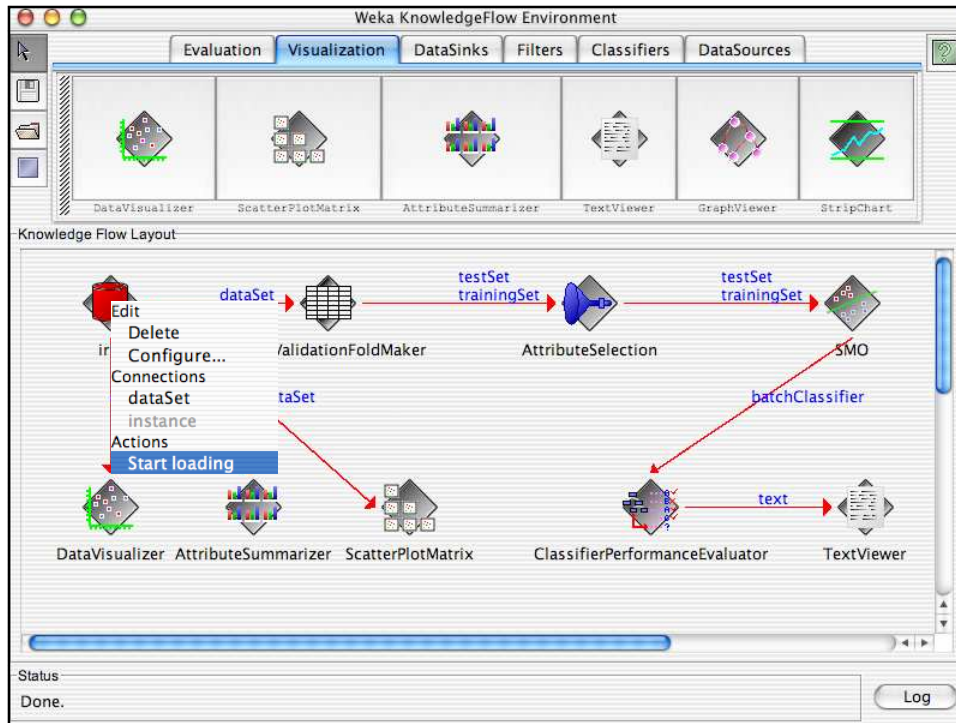 Weka KnowledgeFlow Environment
Evaluation Visualization DataSinks Filters Classifiers DataSources
?
DataVisualizer ScatterPlotMatrix AttributeSummarizer TextViewer GraphViewer StripChart
Knowledge Flow Layout
dataSet
testSet
trainingSet
testSet
trainingSet
ValidationFoldMaker
AttributeSelection
SMO
Edit
Delete
Configure...
Connections
dataSet
instance
Actions
Start loading
taSet
batchClassifier
text
DataVisualizer AttributeSummarizer ScatterPlotMatrix ClassifierPerformanceEvaluator TextViewer
Status
Done.
Log